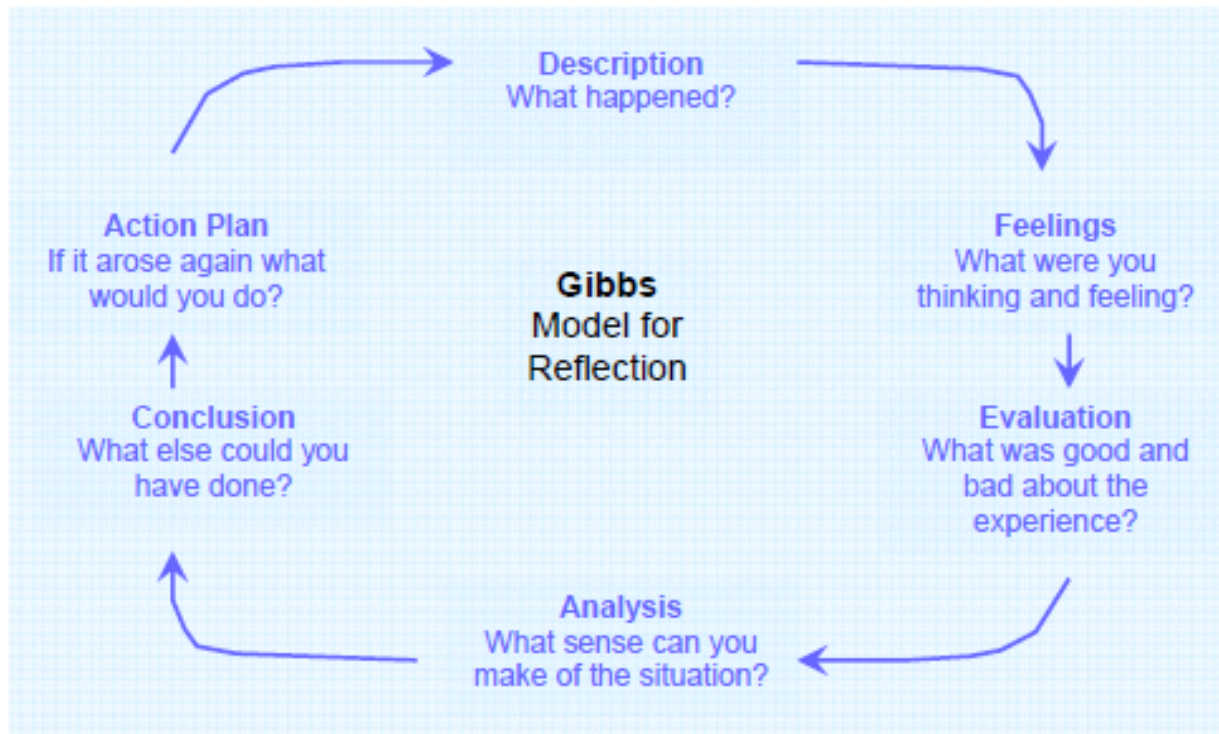 Description
What happened?
Feelings
What were you
thinking and feeling?
Evaluation
What was good and
bad about the
experience?
Analysis
What sense can you
make of the situation?
Conclusion
What else could you
have done?
Action Plan
If it arose again what
would you do?
Gibbs
Model for
Reflection